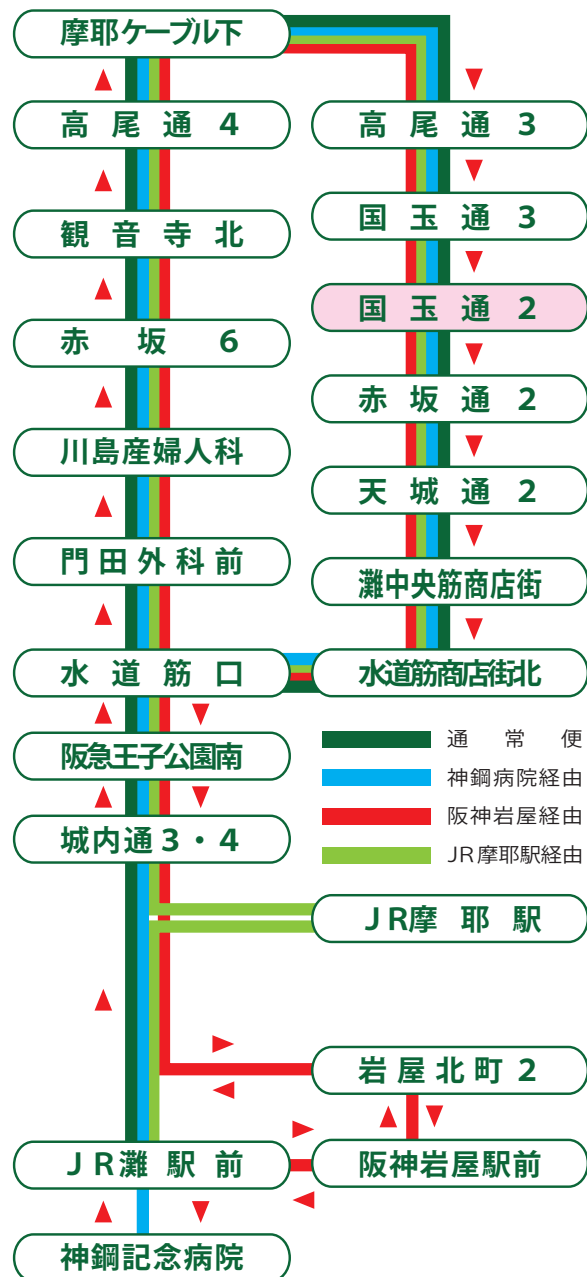 摩耶ケーブル下
高尾通4
観音寺北
赤坂6
川島産婦人科
門田外科前
水道筋口
阪急王子公園南
城内通3・4
JR灘駅前
神鋼記念病院
高尾通3
国玉通3
国玉通2
赤坂通2
天城通2
灘中央筋商店街
水道筋商店街北
通常便
神鋼病院経由
阪神岩屋経由
JR摩耶駅経由
JR摩耶駅
岩屋北町2
阪神岩屋駅前